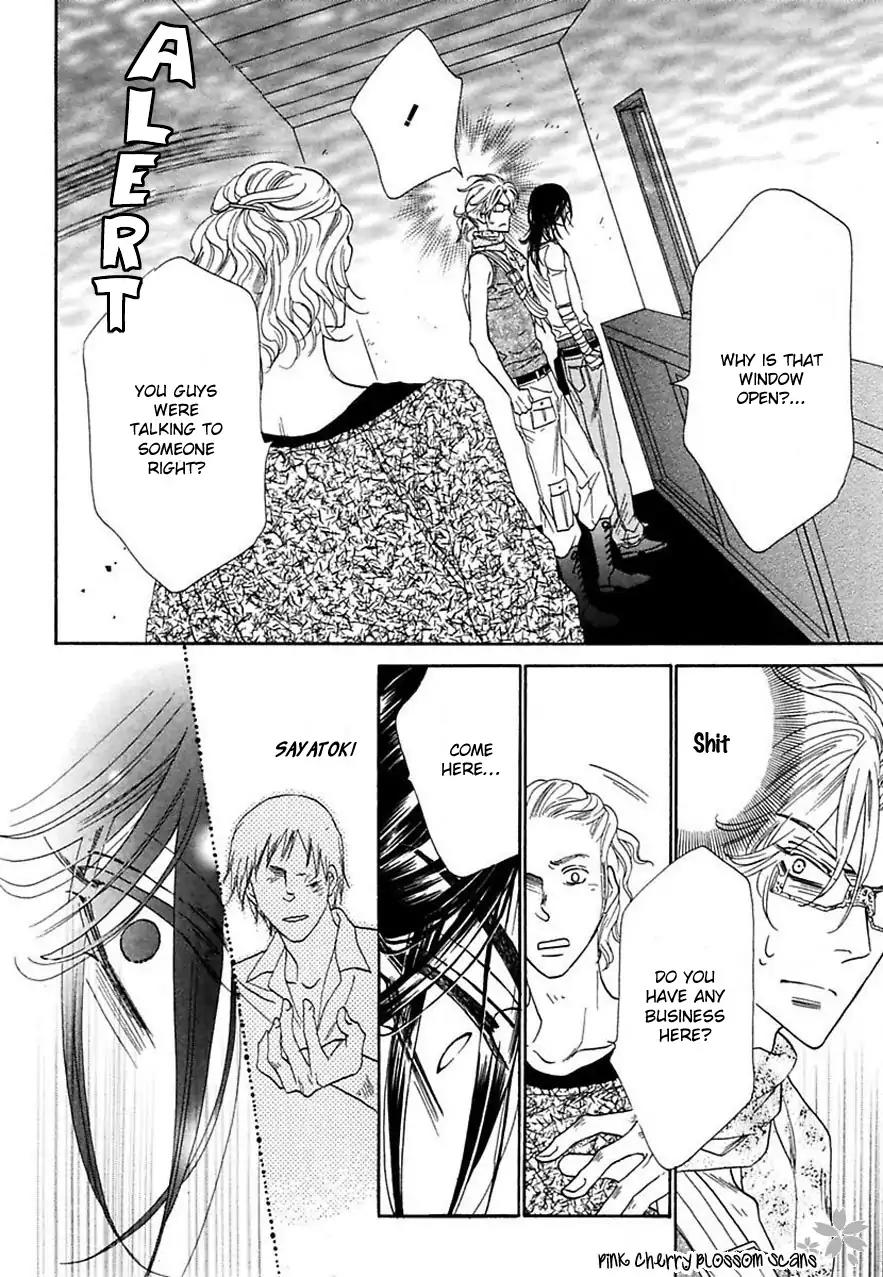 WHY IS THAT
WINDOW
OPEN?...
!
YOU GUYS
WERE
TALKING TO
SOMEONE
RIGHT?
ALERT
Shit
DO YOU
HAVE ANY
BUSINESS
HERE?
COME
HERE...
SAYATOKI
PINK CHERRY BLOSSOM SCANS